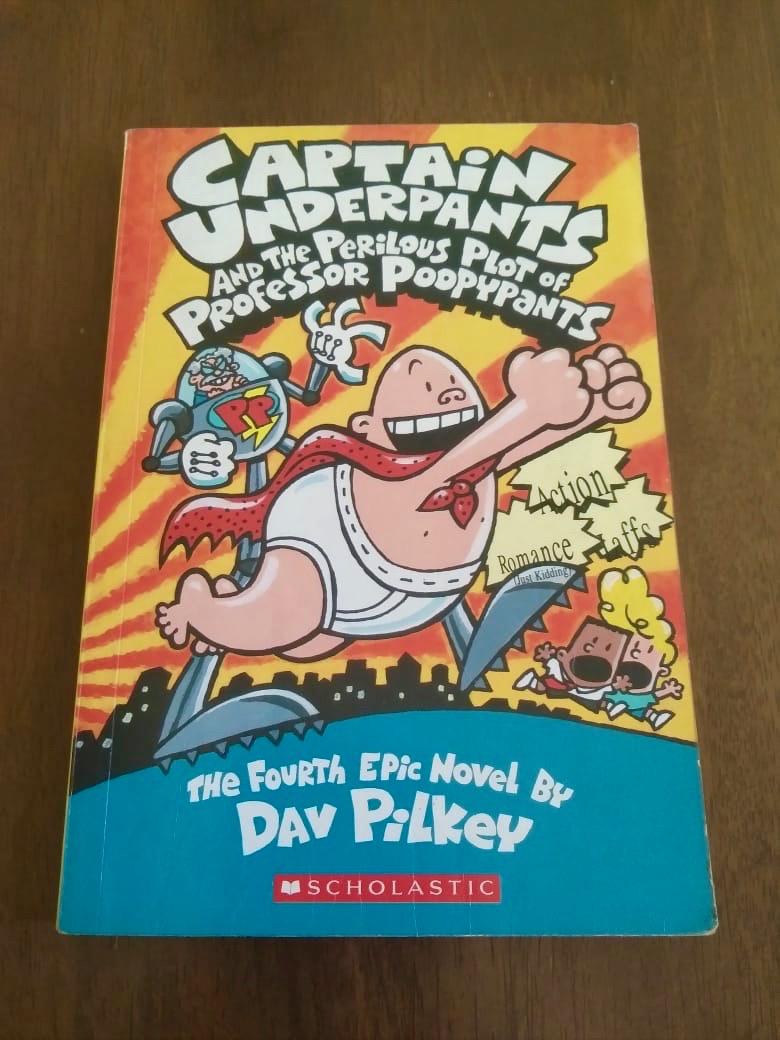 CAPTAIN
UNDERPANTS
AND THE PERILOUS PLOT OF
PROFESSOR POOPYPANTS
PP
Action
Laffs
Romance
(Just Kidding)
THE FOURTH EPIC NOVEL BY
DAV PILKEY
SCHOLASTIC